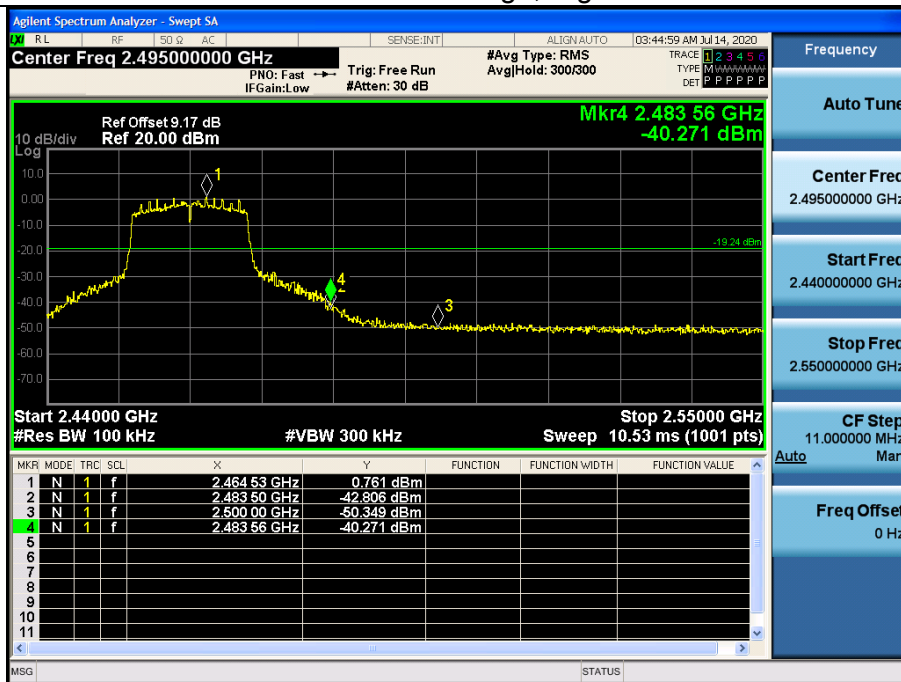 Agilent Spectrum Analyzer - Swept SA
LXI RL RF 50 Ω AC SENSE:INT ALIGN AUTO 03:44:59 AM Jul 14, 2020
Center Freq 2.495000000 GHz
PNO: Fast
IFGain:Low
Trig: Free Run
#Atten: 30 dB
#Avg Type: RMS
Avg|Hold: 300/300
TRACE 1 2 3 4 5 6
TYPE M
DET P P P P P P
Frequency
Auto Tune
Center Freq
2.495000000 GHz
Start Freq
2.440000000 GHz
Stop Freq
2.550000000 GHz
CF Step
11.000000 MHz
Auto Man
Freq Offset
0 Hz
Mkr4 2.483 56 GHz
-40.271 dBm
Ref Offset 9.17 dB
10 dB/div Ref 20.00 dBm
Log
10.0
0.00
-10.0
-20.0
-30.0
-40.0
-50.0
-60.0
-70.0
1
4
3
-19.24 dBm
Start 2.44000 GHz Stop 2.55000 GHz
#Res BW 100 kHz #VBW 300 kHz Sweep 10.53 ms (1001 pts)
MKR MODE TRC SCL X Y FUNCTION FUNCTION WIDTH FUNCTION VALUE
1 N 1 f 2.464 53 GHz 0.761 dBm
2 N 1 f 2.483 50 GHz -42.806 dBm
3 N 1 f 2.500 00 GHz -50.349 dBm
4 N 1 f 2.483 56 GHz -40.271 dBm
5
6
7
8
9
10
11
MSG STATUS